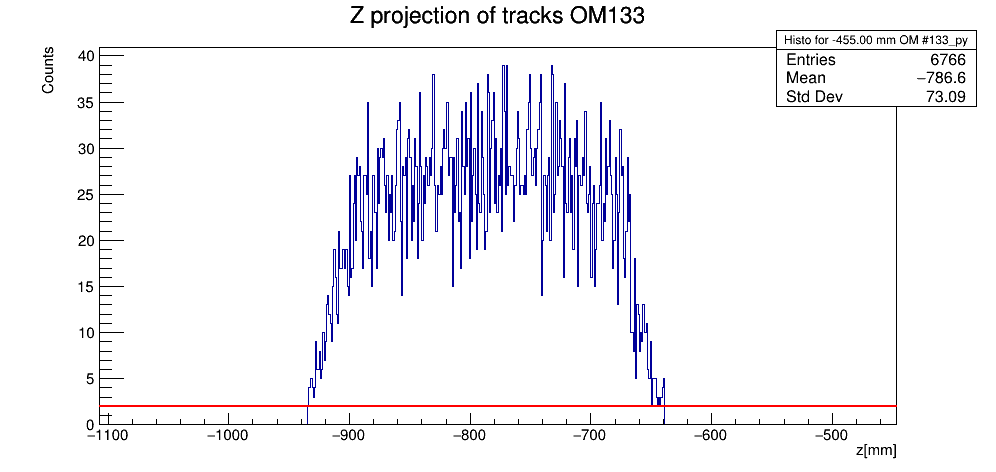 Z projection of tracks OM133
Histo for -455.00 mm OM #133_py
Entries 6766
Mean −786.6
Std Dev 73.09
Counts
40
35
30
25
20
15
10
5
0
−1100 −1000 −900 −800 −700 −600 −500
z[mm]